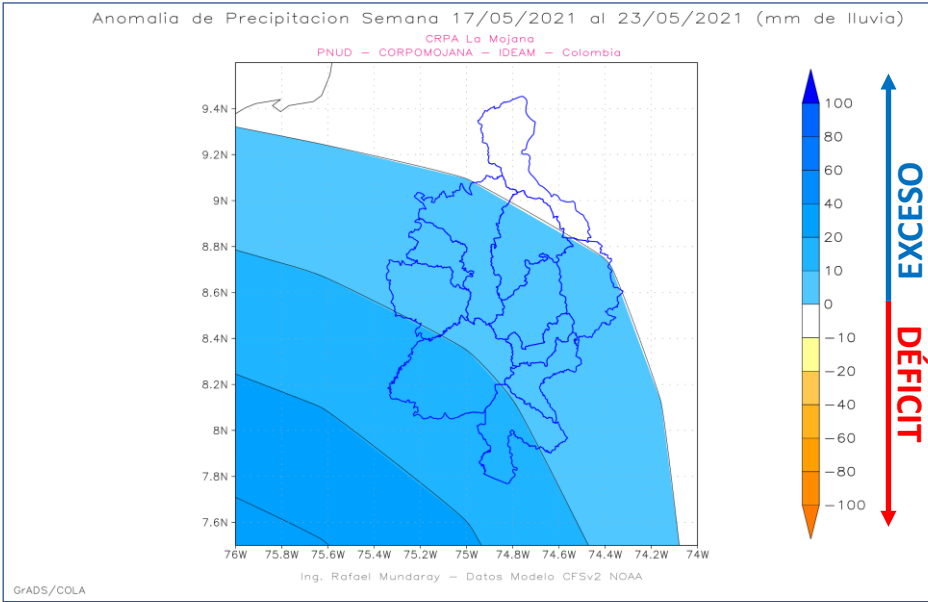 Anomalia de Precipitacion Semana 17/05/2021 al 23/05/2021 (mm de lluvia)
CRPA La Mojana
PNUD – CORPOMOJANA – IDEAM – Colombia
9.4N
9.2N
9N
8.8N
8.6N
8.4N
8.2N
8N
7.8N
7.6N
76W 75.8W 75.6W 75.4W 75.2W 75W 74.8W 74.6W 74.4W 74.2W 74W
100
80
60
40
20
10
0
−10
−20
−40
−60
−80
−100
EXCESO
DÉFICIT
Ing. Rafael Mundaray – Datos Modelo CFSv2 NOAA
GrADS/COLA